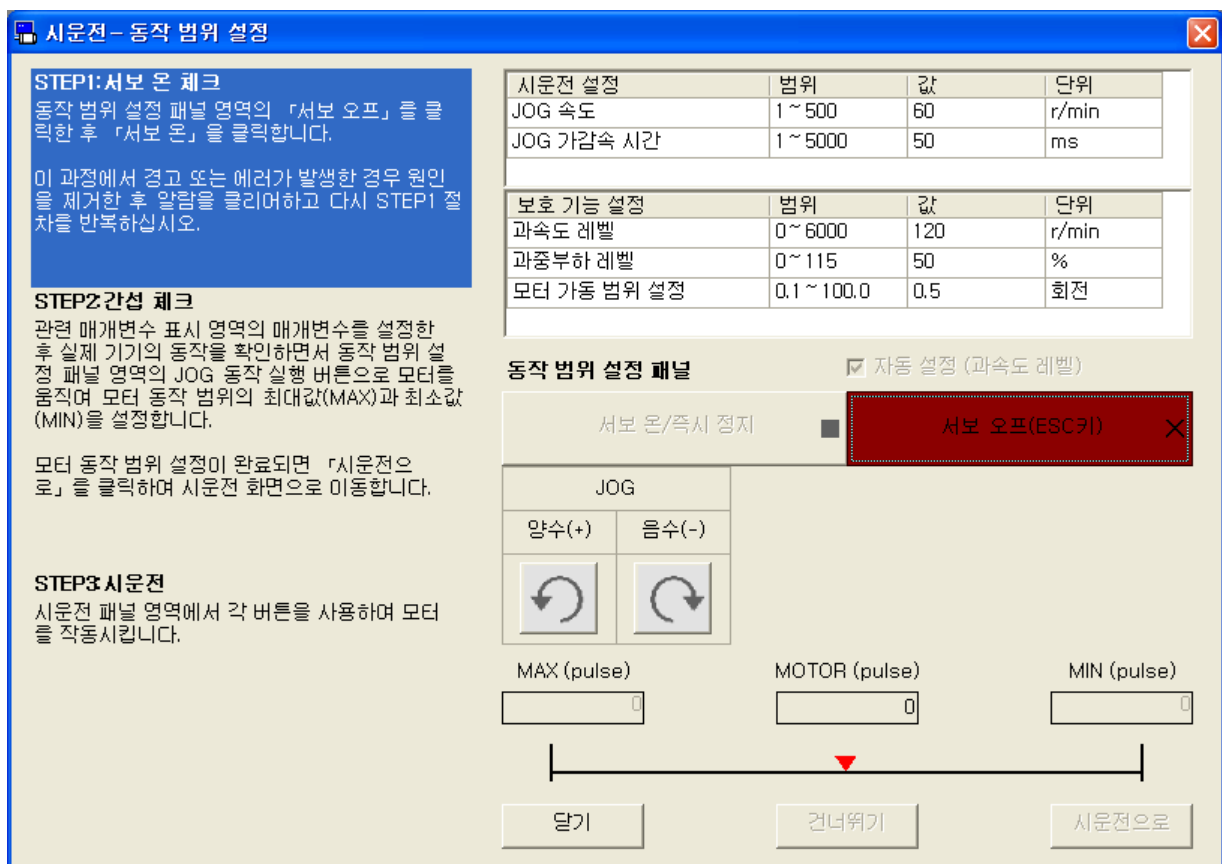 시운전 – 동작 범위 설정
STEP1:서보 온 체크
동작 범위 설정 패널 영역의 「서보 오프」를 클
릭한 후 「서보 온」을 클릭합니다.
이 과정에서 경고 또는 에러가 발생한 경우 원인
을 제거한 후 알람을 클리어하고 다시 STEP1 절
차를 반복하십시오.
STEP2:간섭 체크
관련 매개변수 표시 영역의 매개변수를 설정한
후 실제 기기의 동작을 확인하면서 동작 범위 설
정 패널 영역의 JOG 동작 실행 버튼으로 모터를
움직여 모터 동작 범위의 최대값(MAX)과 최소값
(MIN)을 설정합니다.
모터 동작 범위 설정이 완료되면 「시운전으
로」를 클릭하여 시운전 화면으로 이동합니다.
STEP3:시운전
시운전 패널 영역에서 각 버튼을 사용하여 모터
를 작동시킵니다.
시운전 설정 범위 값 단위
JOG 속도 1 ~ 500 60 r/min
JOG 가감속 시간 1 ~ 5000 50 ms
보호 기능 설정 범위 값 단위
과속도 레벨 0 ~ 6000 120 r/min
과중부하 레벨 0 ~ 115 50 %
모터 가동 범위 설정 0.1 ~ 100.0 0.5 회전
동작 범위 설정 패널 자동 설정 (과속도 레벨)
서보 온/즉시 정지 서보 오프(ESC키)
JOG
양수(+) 음수(-)
MAX (pulse) MOTOR (pulse) MIN (pulse)
0 0 0
닫기 건너뛰기 시운전으로